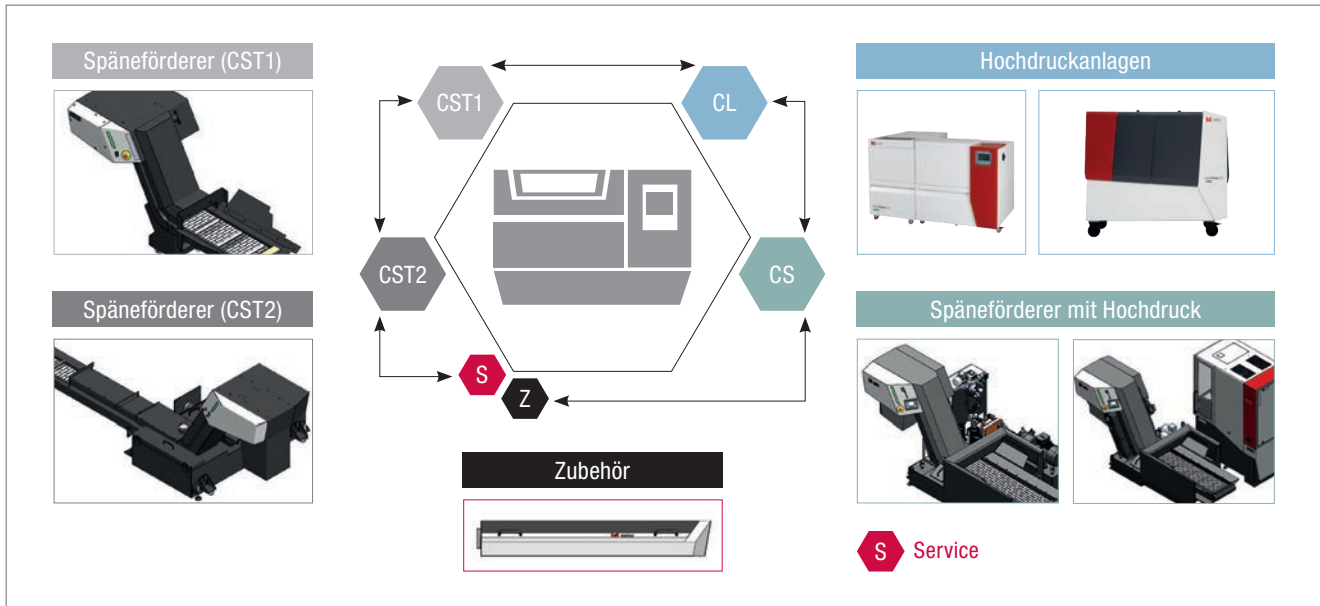 Späneförderer (CST1)
Späneförderer (CST2)
CST1
CL
CST2
CS
S
Z
Zubehör
Hochdruckanlagen
Späneförderer mit Hochdruck
S Service